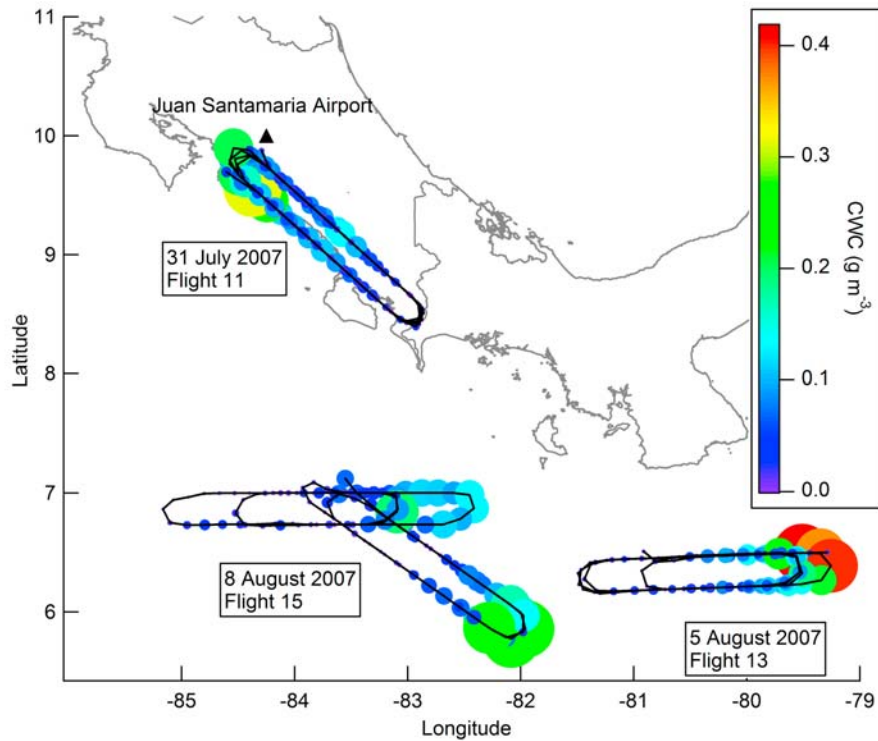 11
10
9
8
7
6
Latitude
-85
-84
-83
-82
-81
-80
-79
Longitude
Juan Santamaria Airport
31 July 2007
Flight 11
8 August 2007
Flight 15
5 August 2007
Flight 13
0.4
0.3
0.2
0.1
0.0
CWC (g m-3)